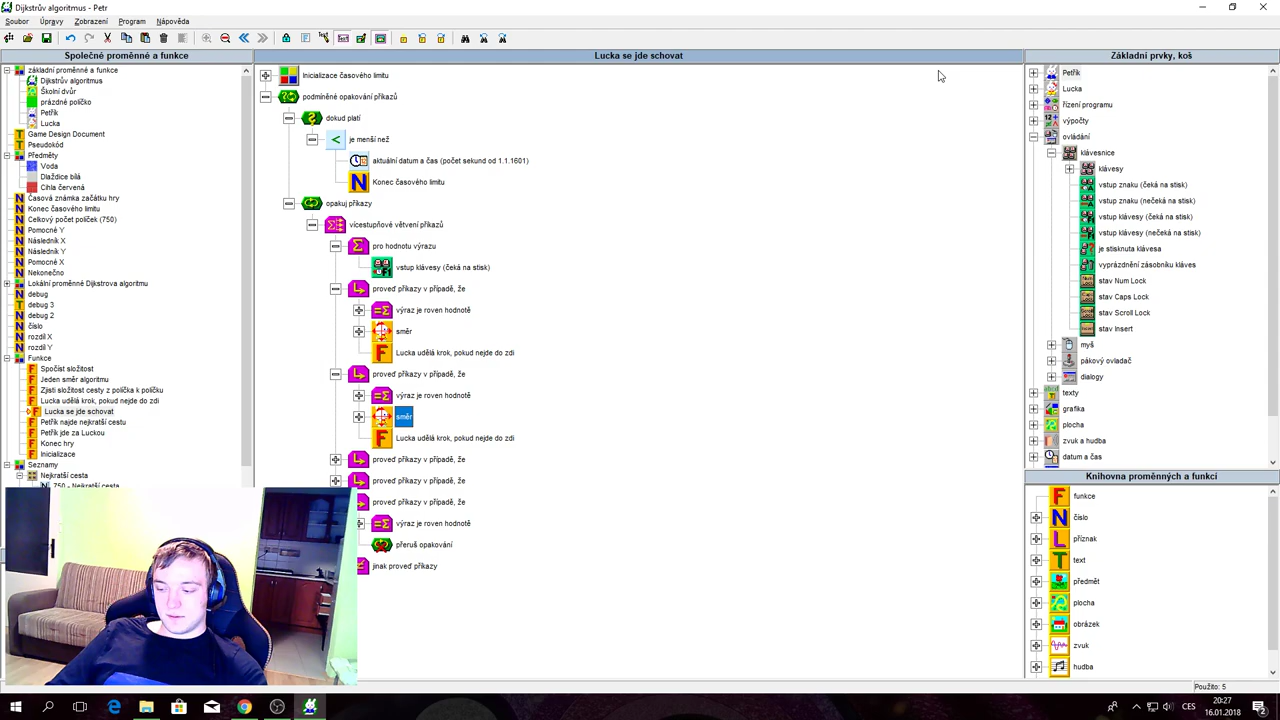 Dijkstrův algoritmus - Petr
Soubor Úpravy Zobrazení Program Nápověda
Společné proměnné a funkce
základní proměnné a funkce
Dijkstrův algoritmus
Školní dvůr
prázdné políčko
Petřík
Lucka
Game Design Document
Pseudokód
Předměty
Voda
Dlaždice bílá
Cihla červená
Časová známka začátku hry
Konec časového limitu
Celkový počet políček (750)
Pomocné Y
Následník X
Následník Y
Pomocné X
Nekonečno
Lokální proměnné Dijkstrova algoritmu
debug
debug 3
debug 2
číslo
rozdíl X
rozdíl Y
Funkce
Spočíst složitost
Jeden směr algoritmu
Zjisti složitost cesty z políčka k políčku
Lucka udělá krok, pokud nejde do zdi
Lucka se jde schovat
Petřík najde nejkratší cestu
Petřík jde za Luckou
Konec hry
Inicializace
Seznamy
Nejkratší cesta
750 - Nejkratší cesta
Lucka se jde schovat
Inicializace časového limitu
podmíněné opakování příkazů
dokud platí
je menší než
aktuální datum a čas (počet sekund od 1.1.1601)
Konec časového limitu
opakuj příkazy
vícestupňové větvení příkazů
pro hodnotu výrazu
vstup klávesy (čeká na stisk)
proveď příkazy v případě, že
výraz je roven hodnotě
směr
Lucka udělá krok, pokud nejde do zdi
proveď příkazy v případě, že
výraz je roven hodnotě
směr
Lucka udělá krok, pokud nejde do zdi
proveď příkazy v případě, že
proveď příkazy v případě, že
proveď příkazy v případě, že
výraz je roven hodnotě
přeruš opakování
jinak proveď příkazy
Základní prvky, koš
Petřík
Lucka
řízení programu
výpočty
ovládání
klávesnice
klávesy
vstup znaku (čeká na stisk)
vstup znaku (nečeká na stisk)
vstup klávesy (čeká na stisk)
vstup klávesy (nečeká na stisk)
je stisknuta klávesa
vyprázdnění zásobníku kláves
stav Num Lock
stav Caps Lock
stav Scroll Lock
stav Insert
myš
pákový ovladač
dialogy
texty
grafika
plocha
zvuk a hudba
datum a čas
Knihovna proměnných a funkcí
funkce
číslo
příznak
text
předmět
plocha
obrázek
zvuk
hudba
Použito: 5
CES
20:27
16.01.2018